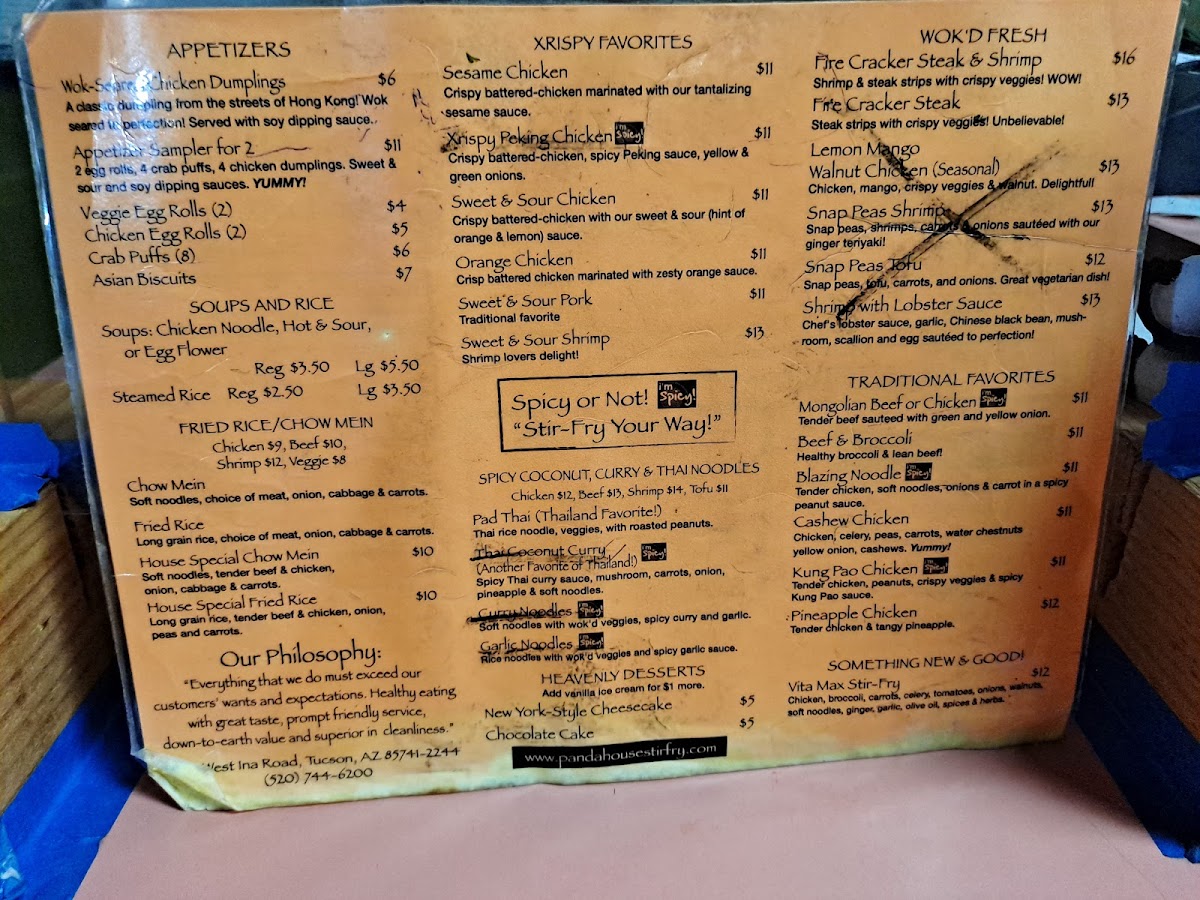 APPETIZERS
Wok-Seared Chicken Dumplings $6
A classic dumpling from the streets of Hong Kong! Wok
seared to perfection! Served with soy dipping sauce.
Appetizer Sampler for 2 $11
2 egg rolls, 4 crab puffs, 4 chicken dumplings. Sweet &
sour and soy dipping sauces. YUMMY!
Veggie Egg Rolls (2) $4
Chicken Egg Rolls (2) $5
Crab Puffs (8) $6
Asian Biscuits $7
SOUPS AND RICE
Soups: Chicken Noodle, Hot & Sour,
or Egg Flower
Reg $3.50 Lg $5.50
Steamed Rice Reg $2.50 Lg $3.50
FRIED RICE/CHOW MEIN
Chicken $9, Beef $10,
Shrimp $12, Veggie $8
Chow Mein
Soft noodles, choice of meat, onion, cabbage & carrots.
Fried Rice
Long grain rice, choice of meat, onion, cabbage & carrots.
House Special Chow Mein $10
Soft noodles, tender beef & chicken,
onion, cabbage & carrots.
House Special Fried Rice $10
Long grain rice, tender beef & chicken, onion,
peas and carrots.
Our Philosophy:
"Everything that we do must exceed our
customers' wants and expectations. Healthy eating
with great taste, prompt friendly service,
down-to-earth value and superior in cleanliness."
West Ina Road, Tucson, AZ 85741-2244
(520) 744-6200
XRISPY FAVORITES
Sesame Chicken $11
Crispy battered-chicken marinated with our tantalizing
sesame sauce.
Xrispy Peking Chicken i'm Spicy! $11
Crispy battered-chicken, spicy Peking sauce, yellow &
green onions.
Sweet & Sour Chicken $11
Crispy battered-chicken with our sweet & sour (hint of
orange & lemon) sauce.
Orange Chicken $11
Crisp battered chicken marinated with zesty orange sauce.
Sweet & Sour Pork $11
Traditional favorite
Sweet & Sour Shrimp $13
Shrimp lovers delight!
Spicy or Not! i'm Spicy!
"Stir-Fry Your Way!"
SPICY COCONUT, CURRY & THAI NOODLES
Chicken $12, Beef $13, Shrimp $14, Tofu $11
Pad Thai (Thailand Favorite!)
Thai rice noodle, veggies, with roasted peanuts.
Thai Coconut Curry i'm Spicy!
(Another Favorite of Thailand!)
Spicy Thai curry sauce, mushroom, carrots, onion,
pineapple & soft noodles.
Curry Noodles i'm Spicy!
Soft noodles with wok'd veggies, spicy curry and garlic.
Garlic Noodles i'm Spicy!
Rice noodles with wok'd veggies and spicy garlic sauce.
HEAVENLY DESSERTS
Add vanilla ice cream for $1 more.
New York-Style Cheesecake $5
Chocolate Cake $5
www.pandahousestirfry.com
WOK'D FRESH
Fire Cracker Steak & Shrimp $16
Shrimp & steak strips with crispy veggies! WOW!
Fire Cracker Steak $13
Steak strips with crispy veggies! Unbelievable!
Lemon Mango
Walnut Chicken (Seasonal) $13
Chicken, mango, crispy veggies & walnut. Delightful!
Snap Peas Shrimp $13
Snap peas, shrimps, carrots & onions sautéed with our
ginger teriyaki!
Snap Peas Tofu $12
Snap peas, tofu, carrots, and onions. Great vegetarian dish!
Shrimp with Lobster Sauce $13
Chef's lobster sauce, garlic, Chinese black bean, mush-
room, scallion and egg sautéed to perfection!
TRADITIONAL FAVORITES
Mongolian Beef or Chicken i'm Spicy! $11
Tender beef sauteed with green and yellow onion.
Beef & Broccoli $11
Healthy broccoli & lean beef!
Blazing Noodle i'm Spicy! $11
Tender chicken, soft noodles, onions & carrot in a spicy
peanut sauce.
Cashew Chicken $11
Chicken, celery, peas, carrots, water chestnuts
yellow onion, cashews. Yummy!
Kung Pao Chicken i'm Spicy! $11
Tender chicken, peanuts, crispy veggies & spicy
Kung Pao sauce.
Pineapple Chicken $12
Tender chicken & tangy pineapple.
SOMETHING NEW & GOOD!
Vita Max Stir-Fry $12
Chicken, broccoli, carrots, celery, tomatoes, onions, walnuts,
soft noodles, ginger, garlic, olive oil, spices & herbs.